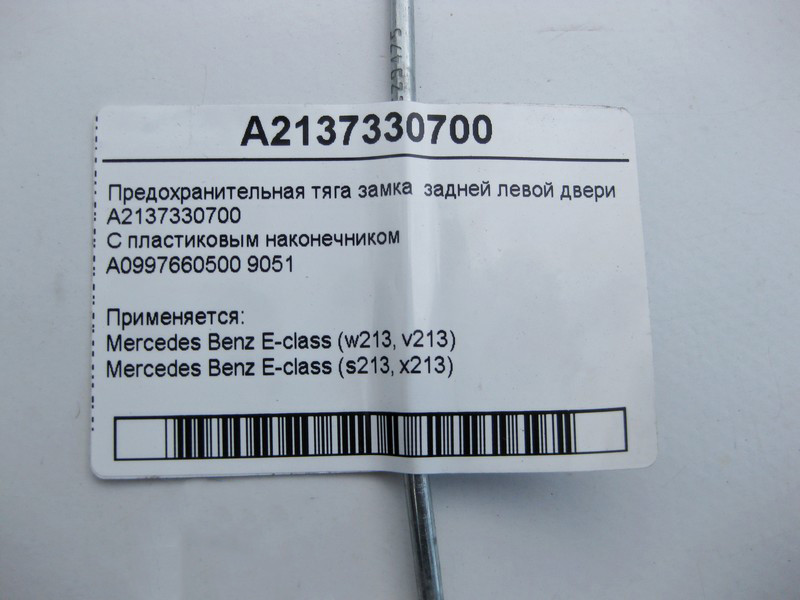 A2137330700
Предохранительная тяга замка задней левой двери
A2137330700
С пластиковым наконечником
A0997660500 9051
Применяется:
Mercedes Benz E-class (w213, v213)
Mercedes Benz E-class (s213, x213)